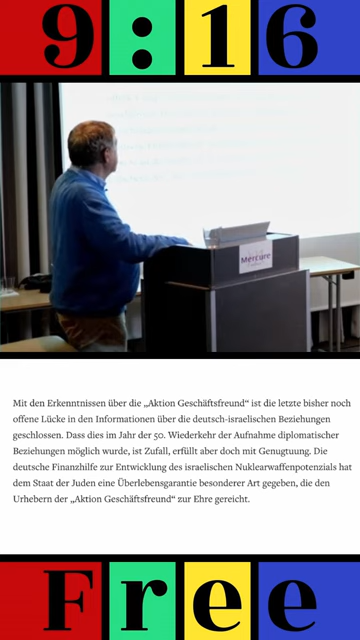 9:16
Mercure
Mit den Erkenntnissen über die „Aktion Geschäftsfreund“ ist die letzte bisher noch
offene Lücke in den Informationen über die deutsch-israelischen Beziehungen
geschlossen. Dass dies im Jahr der 50. Wiederkehr der Aufnahme diplomatischer
Beziehungen möglich wurde, ist Zufall, erfüllt aber doch mit Genugtuung. Die
deutsche Finanzhilfe zur Entwicklung des israelischen Nuklearwaffenpotenzials hat
dem Staat der Juden eine Überlebensgarantie besonderer Art gegeben, die den
Urhebern der „Aktion Geschäftsfreund“ zur Ehre gereicht.
Free